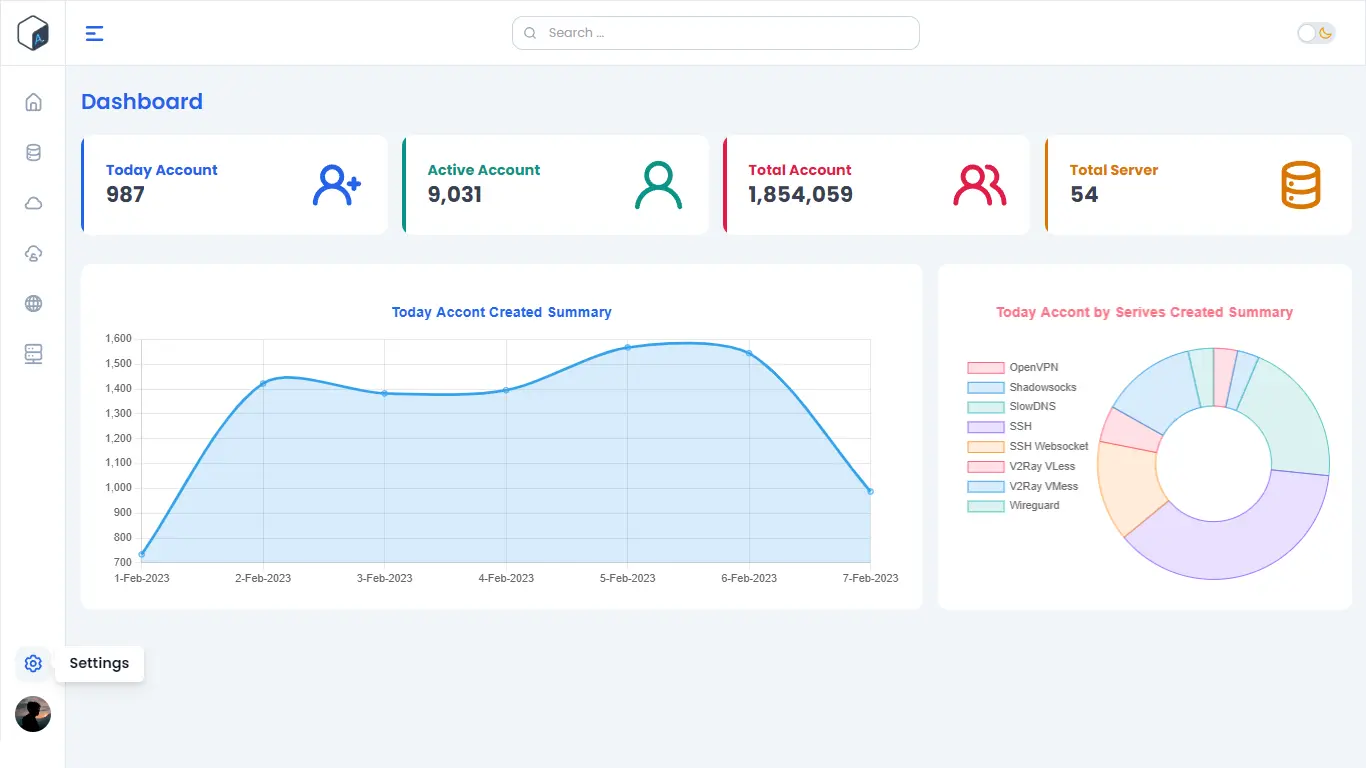 A
Search ...
Dashboard
Today Account
987
Active Account
9,031
Total Account
1,854,059
Total Server
54
Today Accont Created Summary
1,600
1,500
1,400
1,300
1,200
1,100
1,000
900
800
700
1-Feb-2023
2-Feb-2023
3-Feb-2023
4-Feb-2023
5-Feb-2023
6-Feb-2023
7-Feb-2023
Today Accont by Serives Created Summary
OpenVPN
Shadowsocks
SlowDNS
SSH
SSH Websocket
V2Ray VLess
V2Ray VMess
Wireguard
Settings